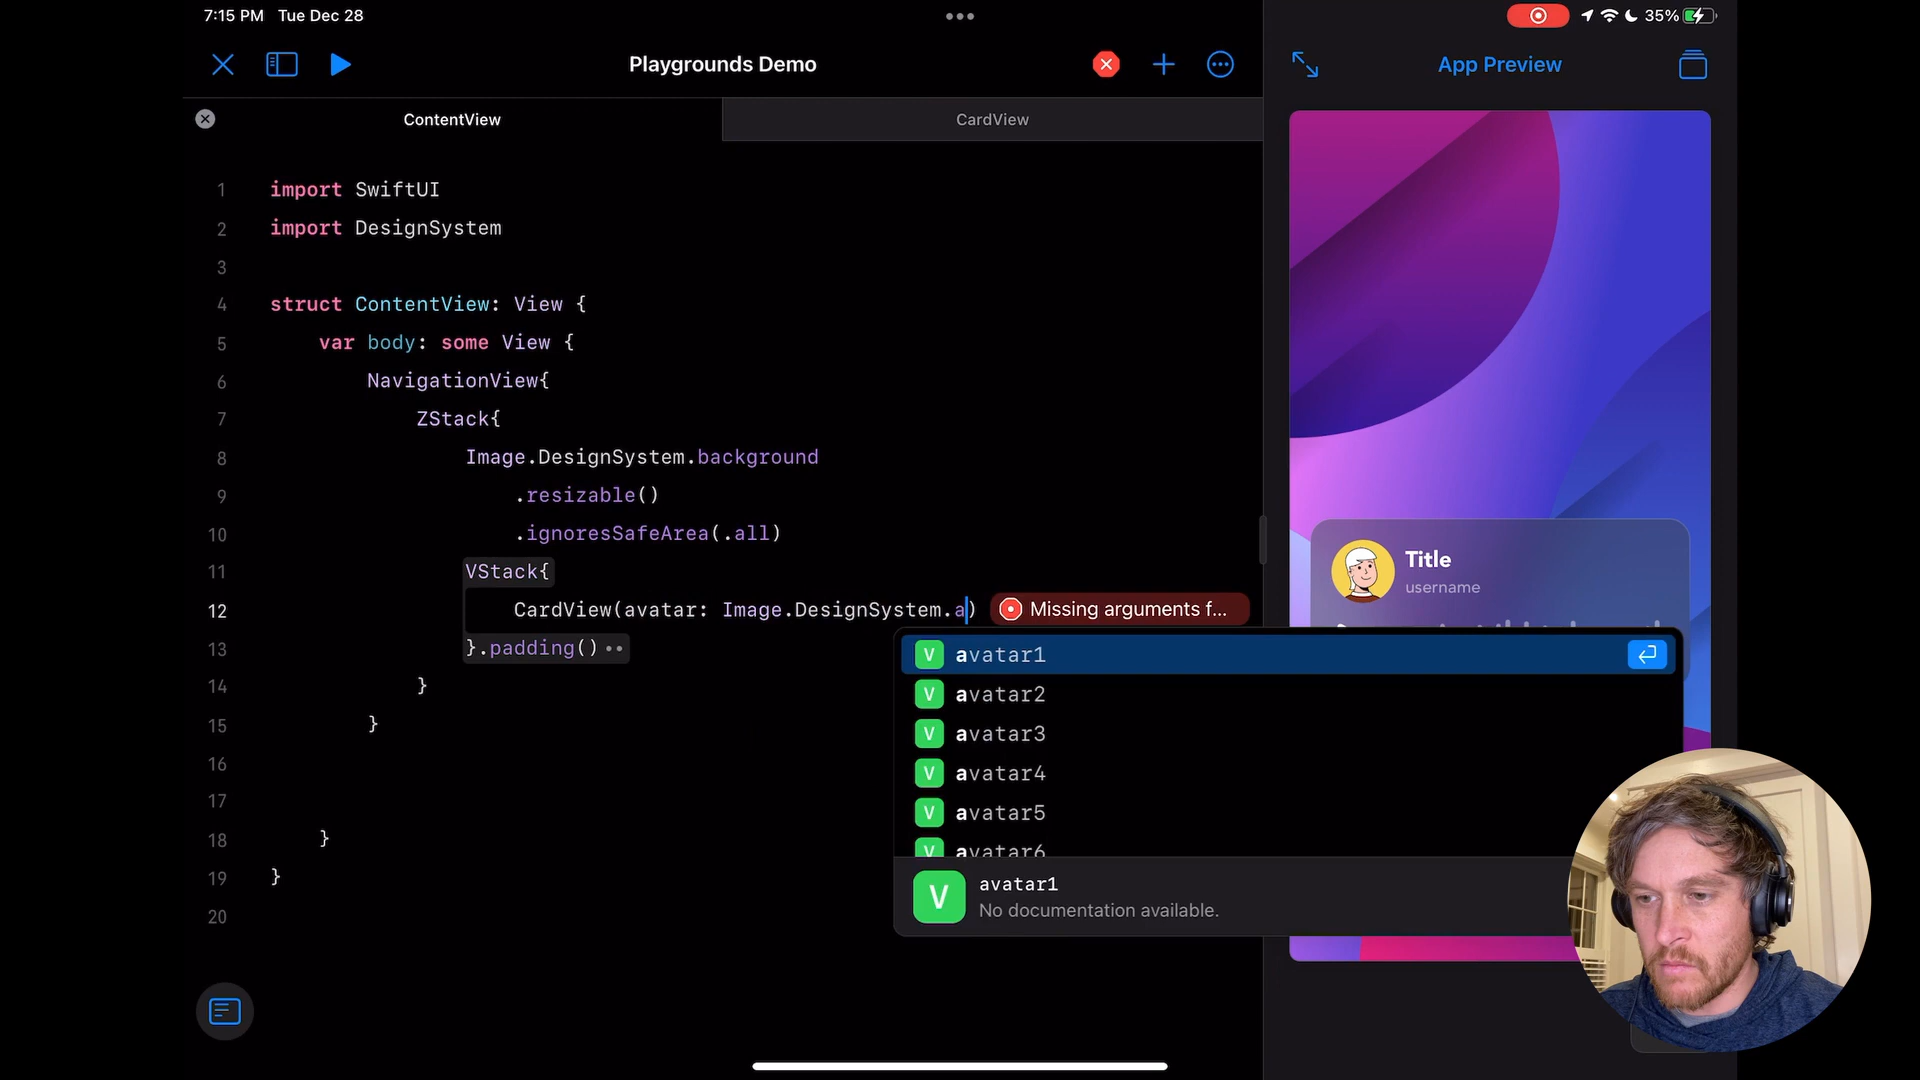 7:15 PM Tue Dec 28
35%
Playgrounds Demo
App Preview
ContentView
CardView
1 import SwiftUI
2 import DesignSystem
3
4 struct ContentView: View {
5 var body: some View {
6 NavigationView{
7 ZStack{
8 Image.DesignSystem.background
9 .resizable()
10 .ignoresSafeArea(.all)
11 VStack{
12 CardView(avatar: Image.DesignSystem.a) Missing arguments f...
13 }.padding()
14 }
15 }
16
17
18 }
19 }
20
Title
username
V avatar1
V avatar2
V avatar3
V avatar4
V avatar5
V avatar6
V avatar1
No documentation available.